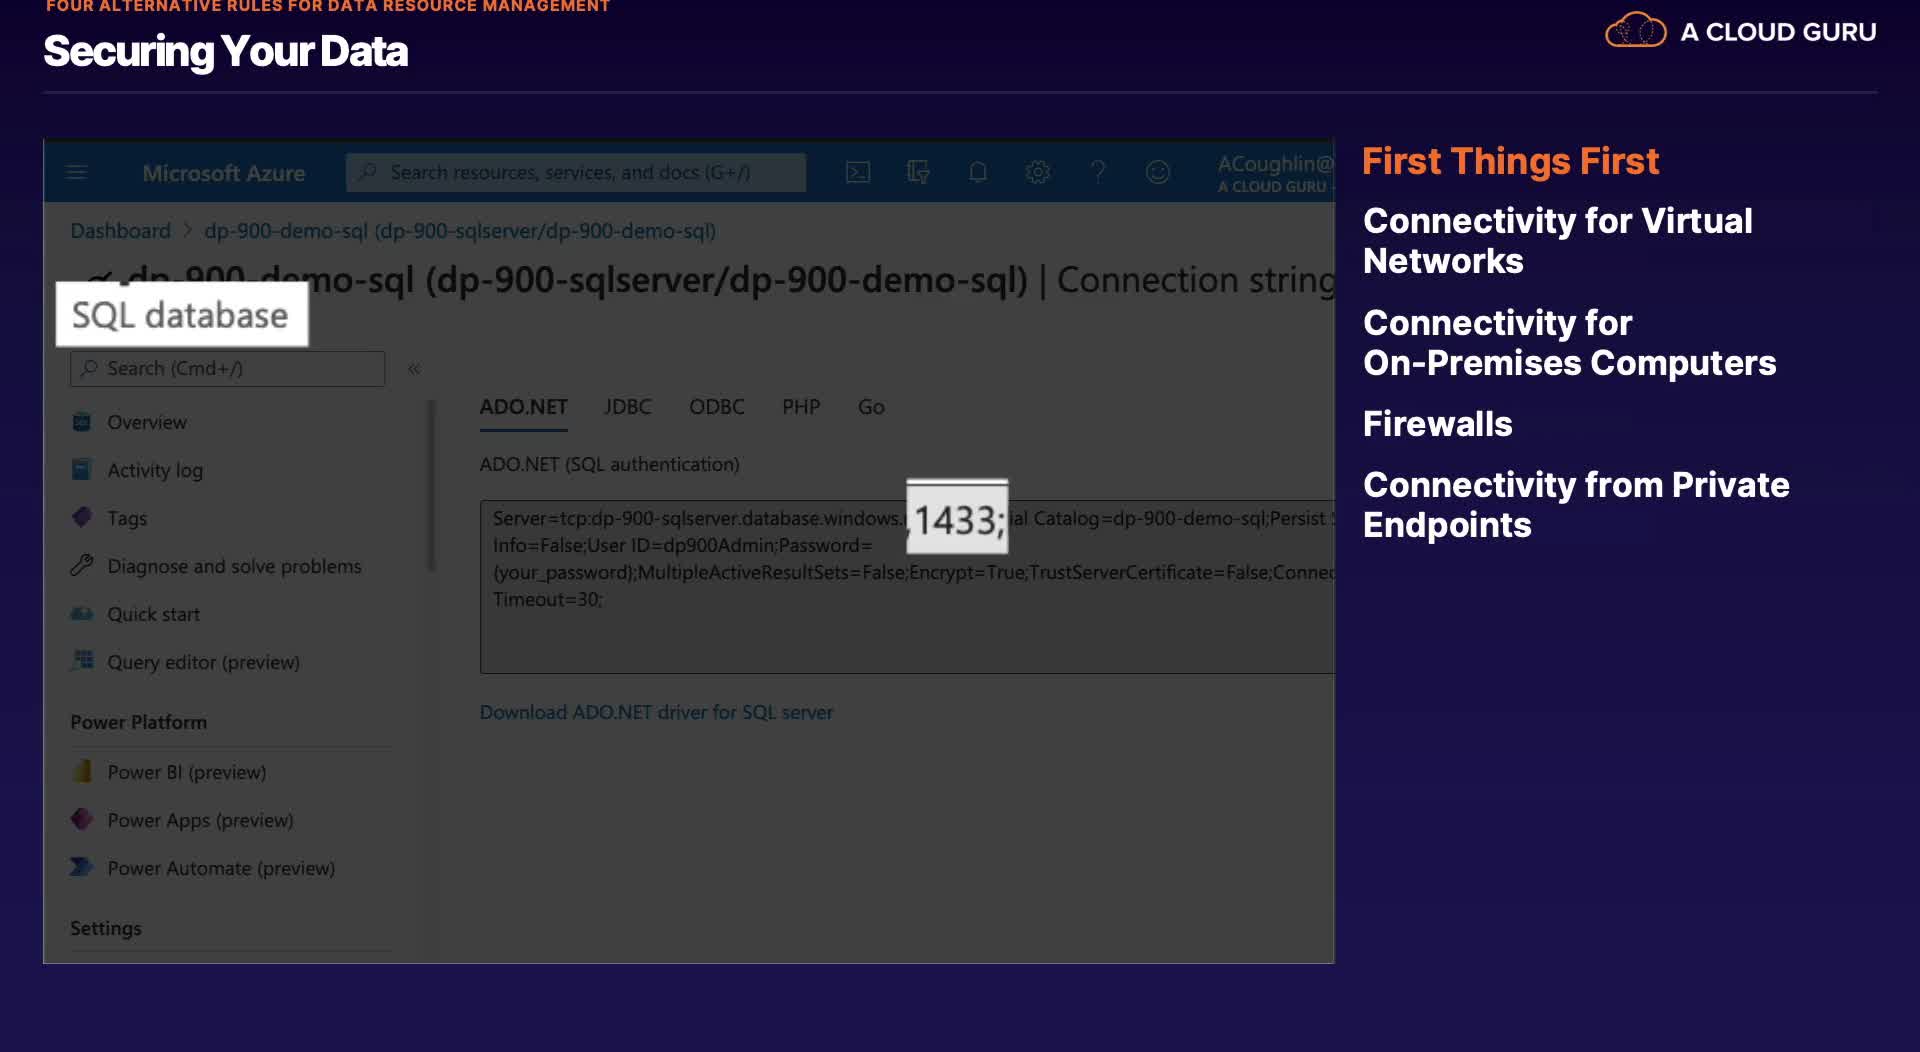 FOUR ALTERNATIVE RULES FOR DATA RESOURCE MANAGEMENT
Securing Your Data
A CLOUD GURU
Microsoft Azure
Search resources, services, and docs (G+/)
ACoughlin@
A CLOUD GURU
Dashboard > dp-900-demo-sql (dp-900-sqlserver/dp-900-demo-sql)
dp-900-demo-sql (dp-900-sqlserver/dp-900-demo-sql) | Connection string
SQL database
Search (Cmd+/)
«
Overview
Activity log
Tags
Diagnose and solve problems
Quick start
Query editor (preview)
Power Platform
Power BI (preview)
Power Apps (preview)
Power Automate (preview)
Settings
ADO.NET JDBC ODBC PHP Go
ADO.NET (SQL authentication)
Server=tcp:dp-900-sqlserver.database.windows. ,1433; ial Catalog=dp-900-demo-sql;Persist
Info=False;User ID=dp900Admin;Password=
{your_password};MultipleActiveResultSets=False;Encrypt=True;TrustServerCertificate=False;Connec
Timeout=30;
Download ADO.NET driver for SQL server
First Things First
Connectivity for Virtual
Networks
Connectivity for
On-Premises Computers
Firewalls
Connectivity from Private
Endpoints